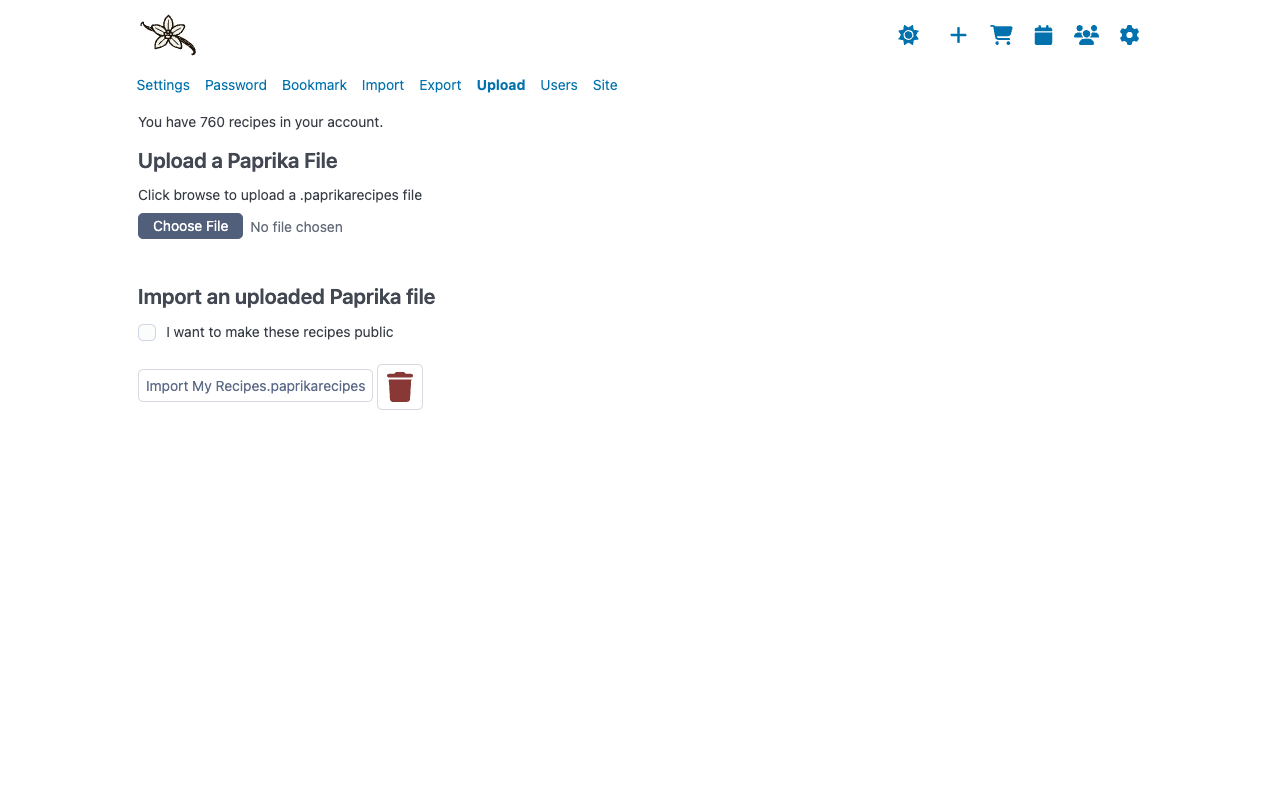 Settings Password Bookmark Import Export Upload Users Site
You have 760 recipes in your account.
Upload a Paprika File
Click browse to upload a .paprikarecipes file
Choose File No file chosen
Import an uploaded Paprika file
I want to make these recipes public
Import My Recipes.paprikarecipes